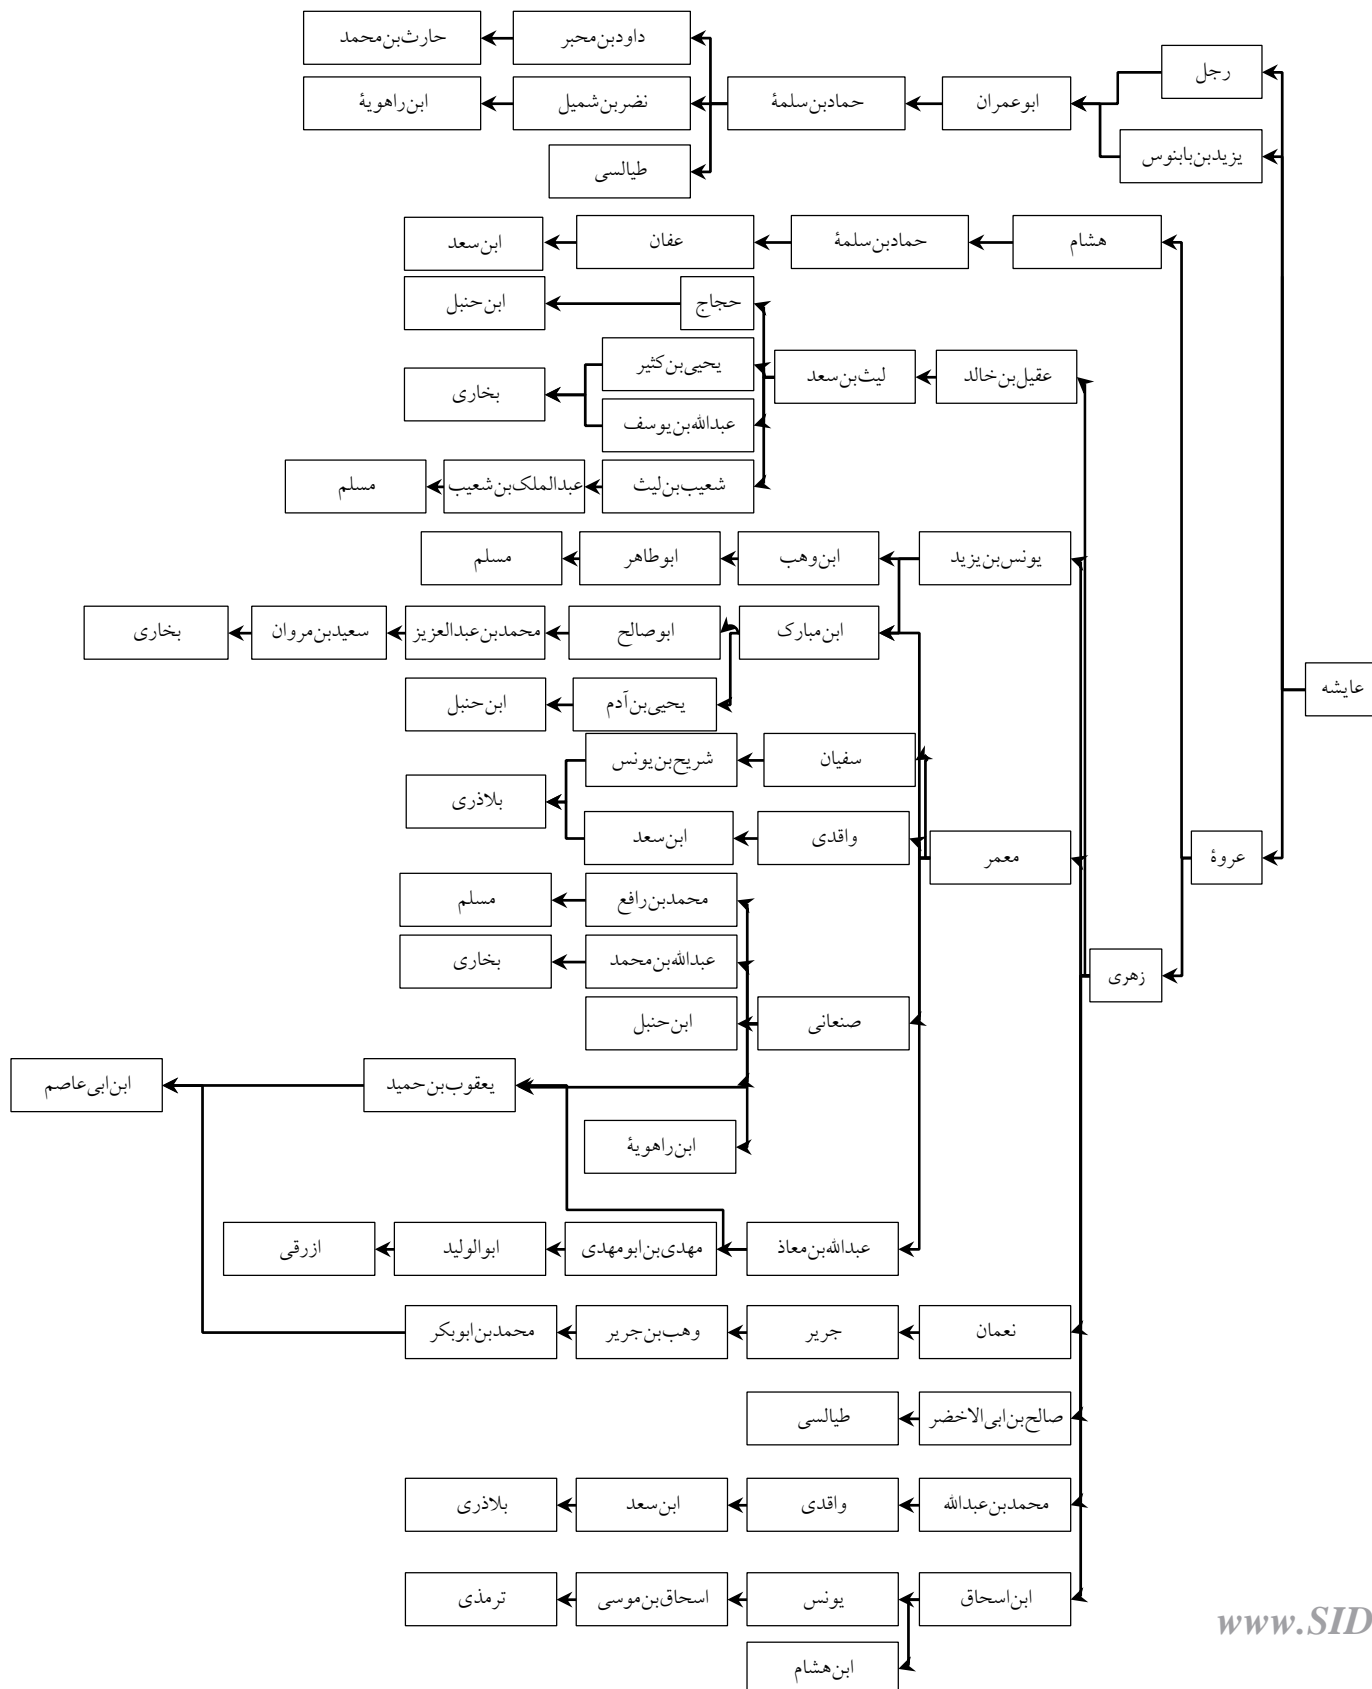 حارث‌بن‌محمد
داودبن‌محبر
رجل
ابن‌راهویۀ
نضربن‌شمیل
حمادبن‌سلمۀ
ابوعمران
طیالسی
یزیدبن‌بابنوس
ابن‌سعد
عفان
حمادبن‌سلمۀ
هشام
ابن‌حنبل
حجاج
یحیی‌بن‌کثیر
بخاری
عبدالله‌بن‌یوسف
لیث‌بن‌سعد
عقیل‌بن‌خالد
مسلم
عبدالملک‌بن‌شعیب
شعیب‌بن‌لیث
مسلم
ابوطاهر
ابن‌وهب
یونس‌بن‌یزید
بخاری
سعیدبن‌مروان
محمدبن‌عبدالعزیز
ابوصالح
ابن‌مبارک
ابن‌حنبل
یحیی‌بن‌آدم
عایشه
شریح‌بن‌یونس
سفیان
بلاذری
ابن‌سعد
واقدی
معمر
عروۀ
مسلم
محمدبن‌رافع
بخاری
عبدالله‌بن‌محمد
زهری
ابن‌حنبل
صنعانی
ابن‌ابی‌عاصم
یعقوب‌بن‌حمید
ابن‌راهویۀ
ازرقی
ابوالولید
مهدی‌بن‌ابومهدی
عبدالله‌بن‌معاذ
محمدبن‌ابوبکر
وهب‌بن‌جریر
جریر
نعمان
طیالسی
صالح‌بن‌ابی‌الاخضر
بلاذری
ابن‌سعد
واقدی
محمدبن‌عبدالله
ترمذی
اسحاق‌بن‌موسی
یونس
ابن‌اسحاق
ابن‌هشام
www.SID